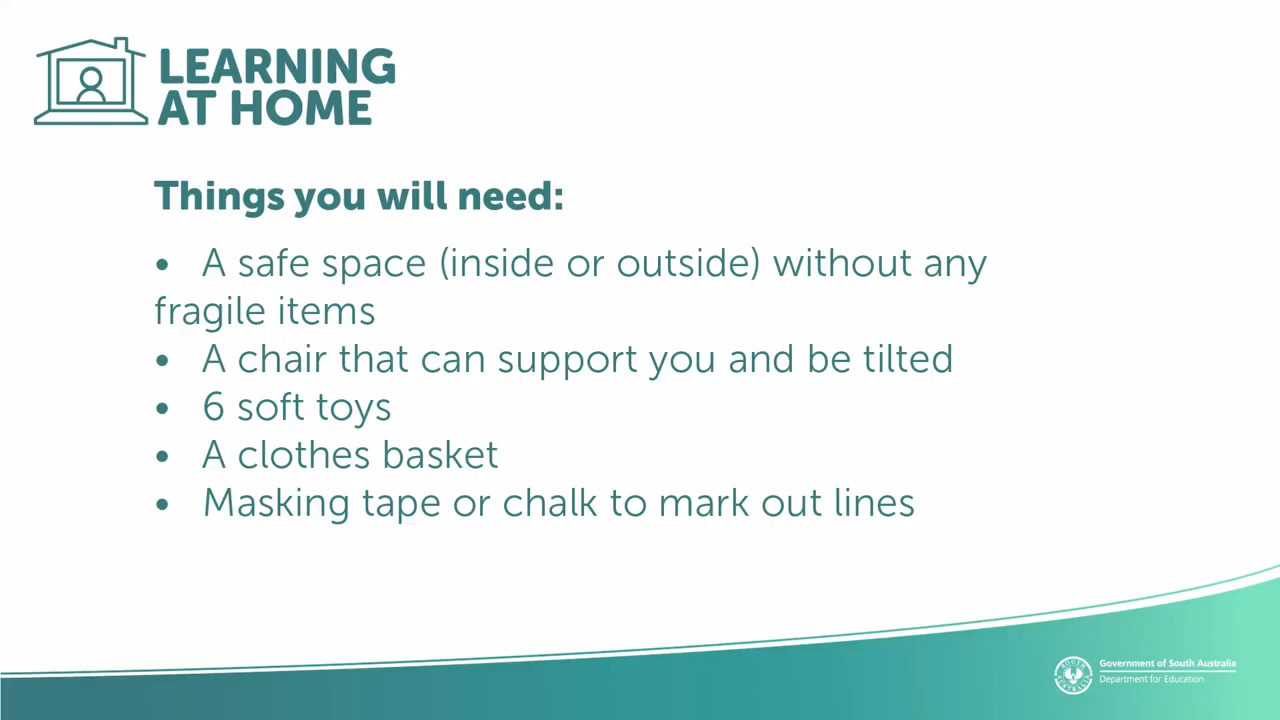 LEARNING
AT HOME
Things you will need:
• A safe space (inside or outside) without any
fragile items
• A chair that can support you and be tilted
• 6 soft toys
• A clothes basket
• Masking tape or chalk to mark out lines
SOUTH AUSTRALIA
Government of South Australia
Department for Education